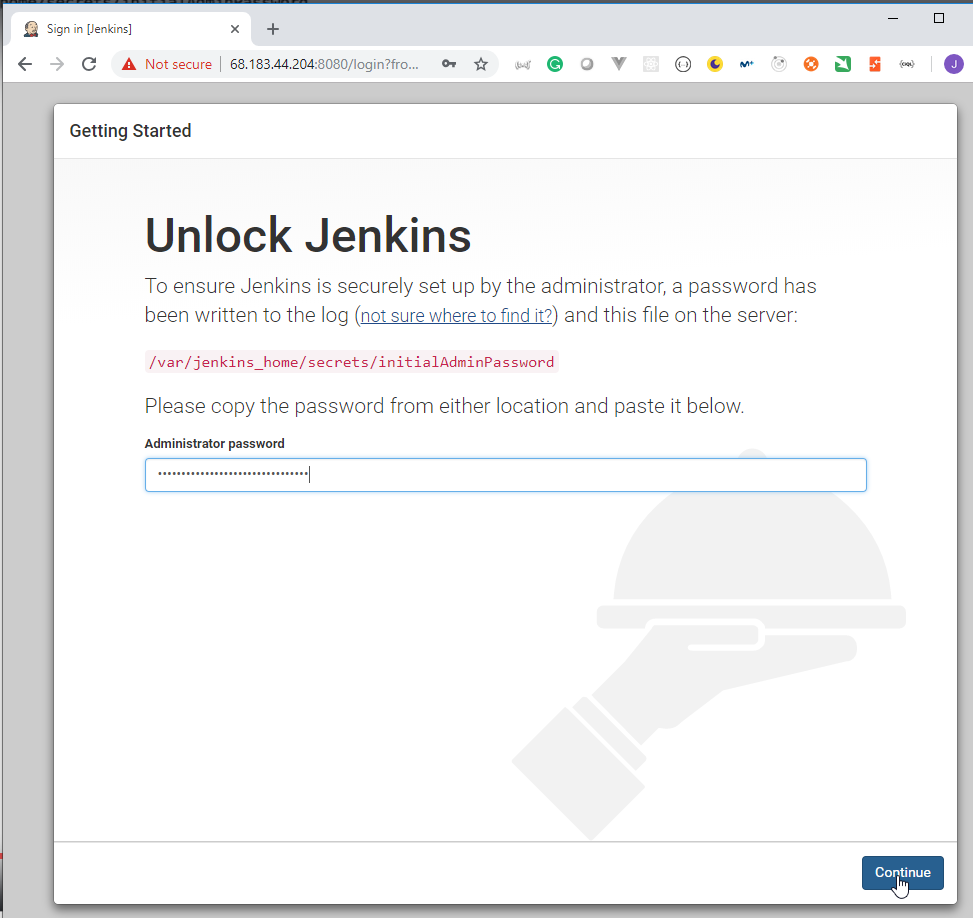 Sign in [Jenkins]
Not secure
68.183.44.204:8080/login?fro...
J
Getting Started
Unlock Jenkins
To ensure Jenkins is securely set up by the administrator, a password has
been written to the log (not sure where to find it?) and this file on the server:
/var/jenkins_home/secrets/initialAdminPassword
Please copy the password from either location and paste it below.
Administrator password
Continue